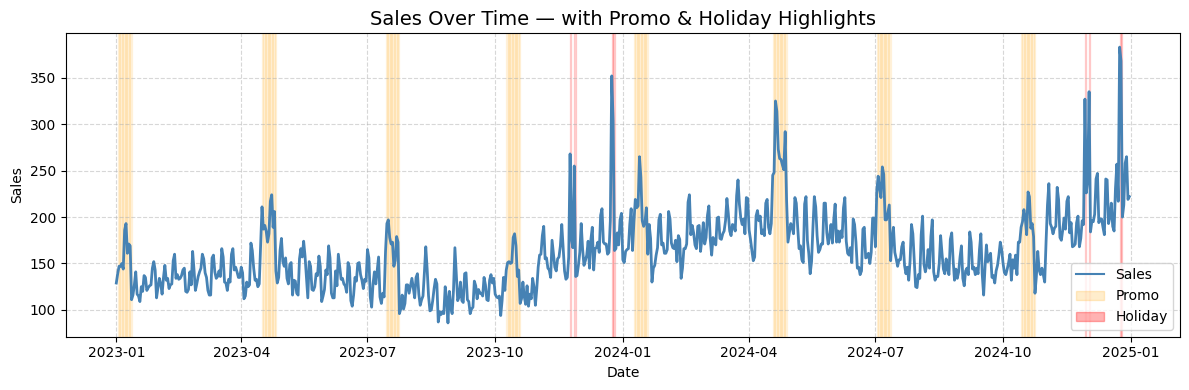 Sales Over Time — with Promo & Holiday Highlights
Sales
350
300
250
200
150
100
Sales
Promo
Holiday
2023-01 2023-04 2023-07 2023-10 2024-01 2024-04 2024-07 2024-10 2025-01
Date